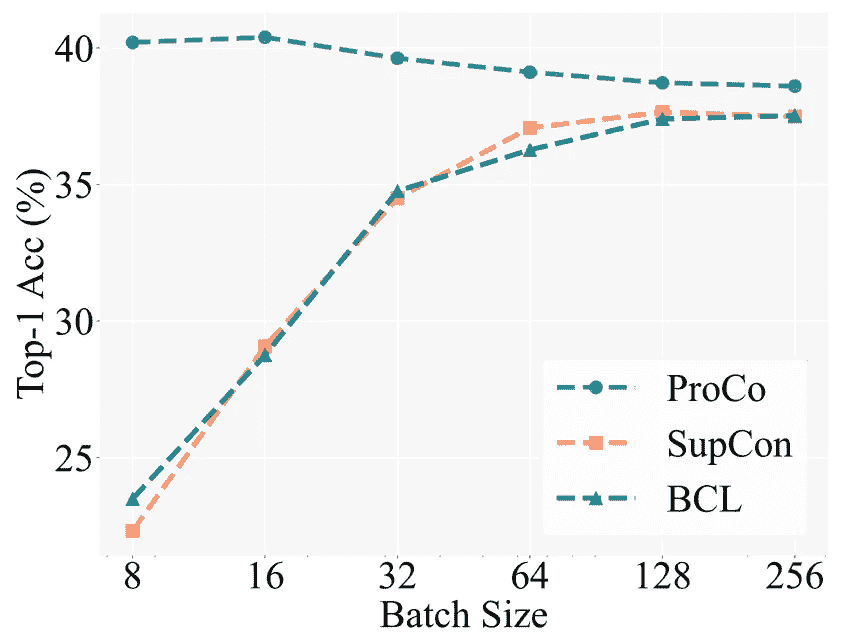 40
35
30
25
Top-1 Acc (%)
8 16 32 64 128 256
Batch Size
ProCo
SupCon
BCL